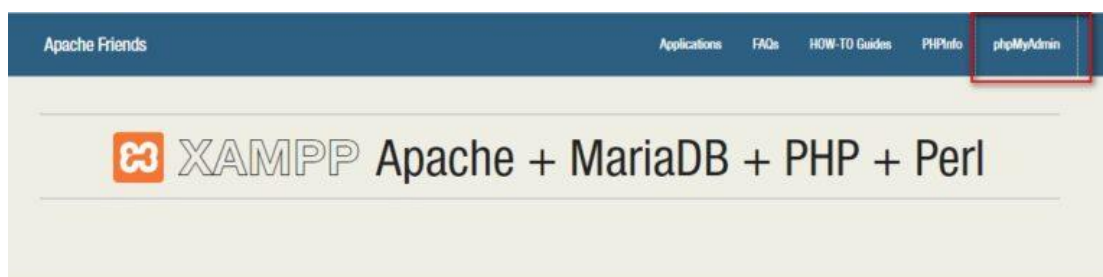 Apache Friends Applications FAQs HOW-TO Guides PHPInfo phpMyAdmin
XAMPP Apache + MariaDB + PHP + Perl